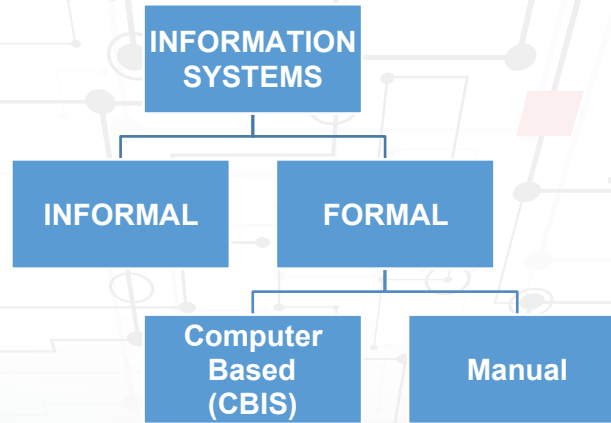 INFORMATION
SYSTEMS
INFORMAL
FORMAL
Computer
Based
(CBIS)
Manual